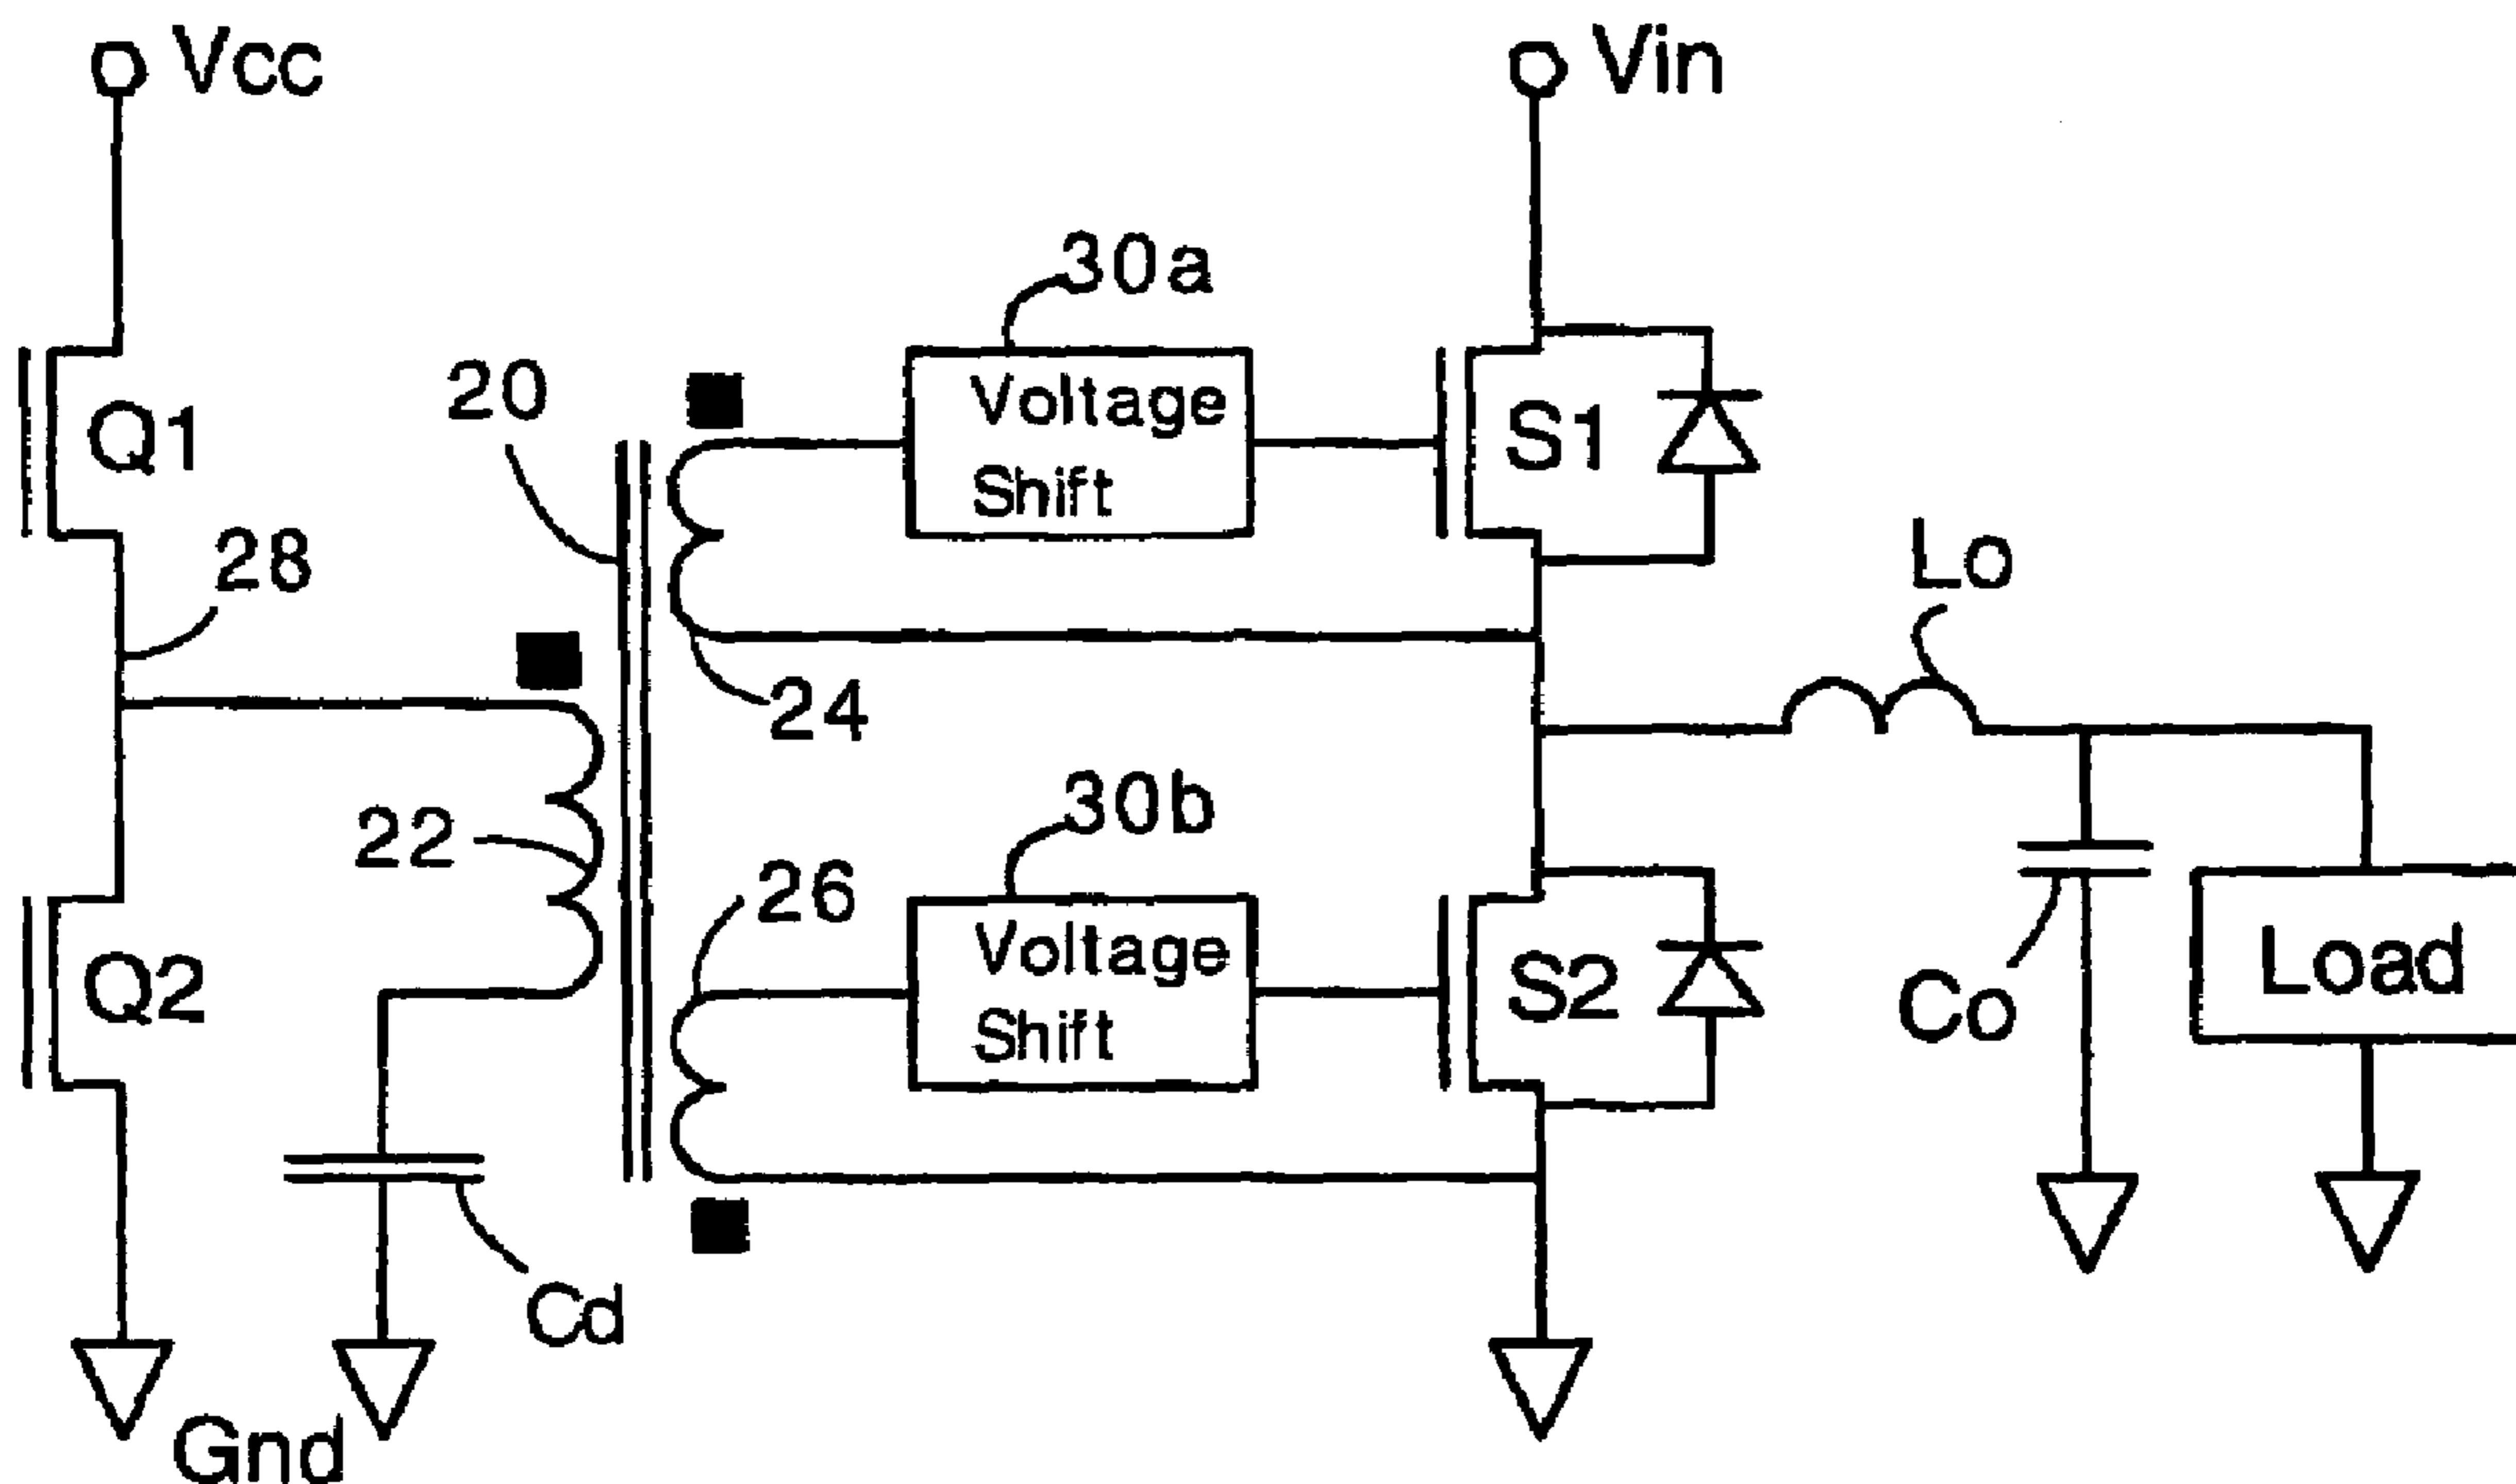 Vcc
Vin
30a
20
Voltage
Shift
Q1
S1
28
Lo
24
30b
22
26
Voltage
Shift
Q2
S2
Co
Load
Cd
Gnd